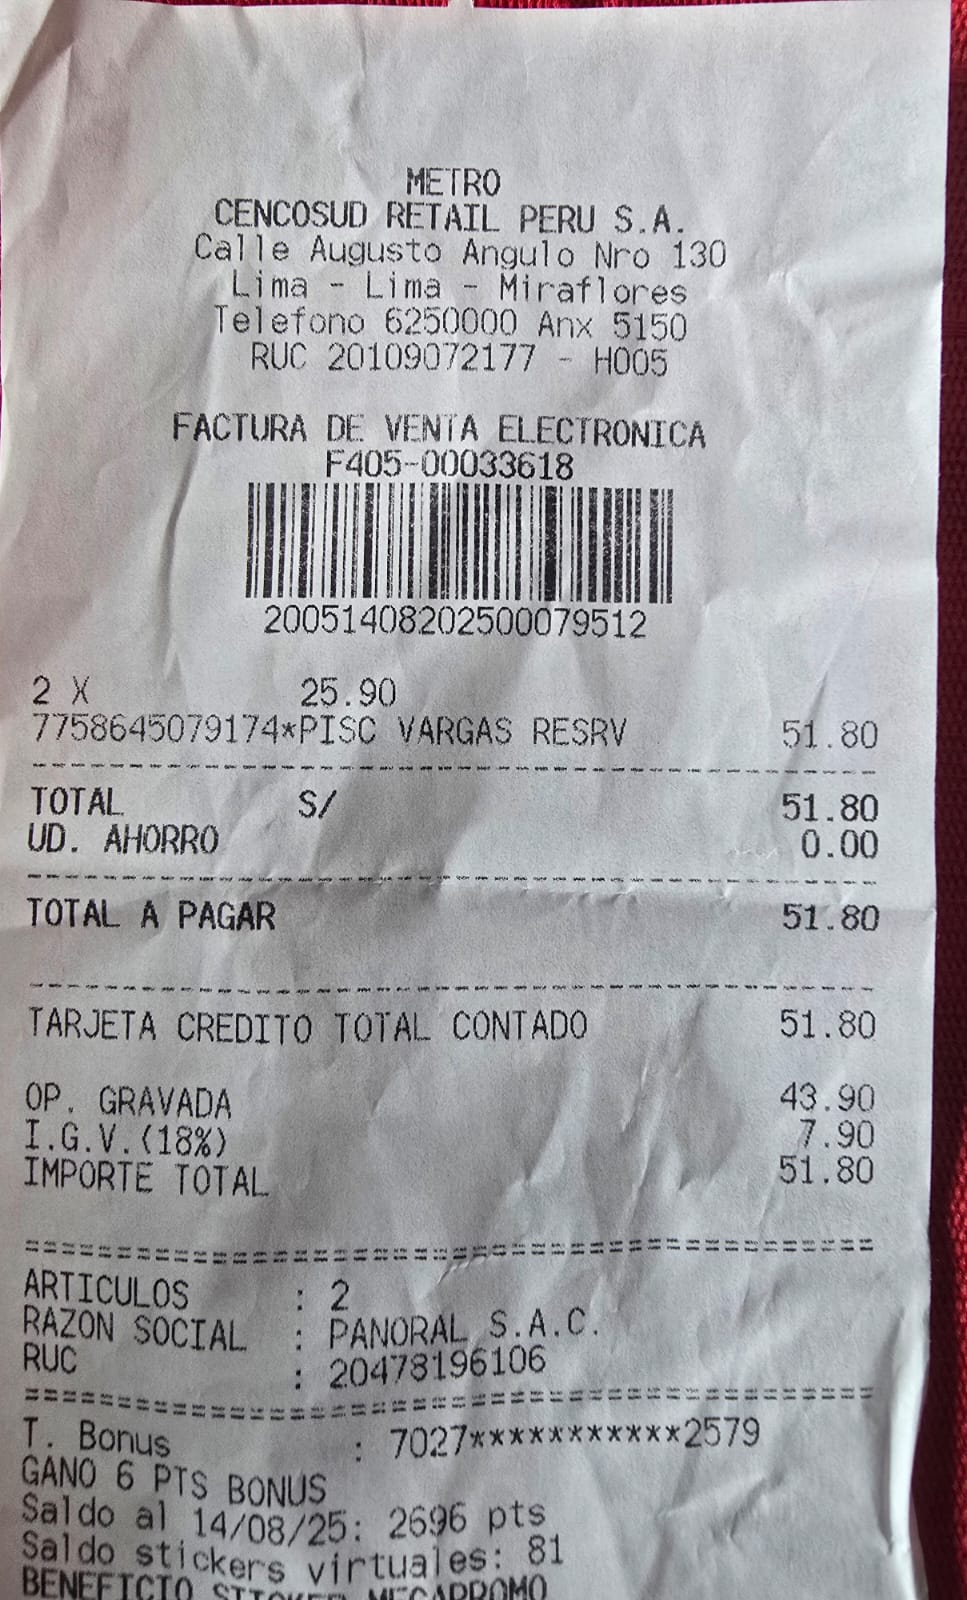 METRO
CENCOSUD RETAIL PERU S.A.
Calle Augusto Angulo Nro 130
Lima - Lima - Miraflores
Telefono 6250000 Anx 5150
RUC 20109072177 - H005
FACTURA DE VENTA ELECTRONICA
F405-00033618
20051408202500079512
2 X 25.90
7758645079174*PISC VARGAS RESRV 51.80
TOTAL S/ 51.80
UD. AHORRO 0.00
TOTAL A PAGAR 51.80
TARJETA CREDITO TOTAL CONTADO 51.80
OP. GRAVADA 43.90
I.G.V.(18%) 7.90
IMPORTE TOTAL 51.80
ARTICULOS : 2
RAZON SOCIAL : PANORAL S.A.C.
RUC : 20478196106
T. Bonus : 7027***********2579
GANO 6 PTS BONUS
Saldo al 14/08/25: 2696 pts
Saldo stickers virtuales: 81
BENEFICIO STICKER MEGAPROMO